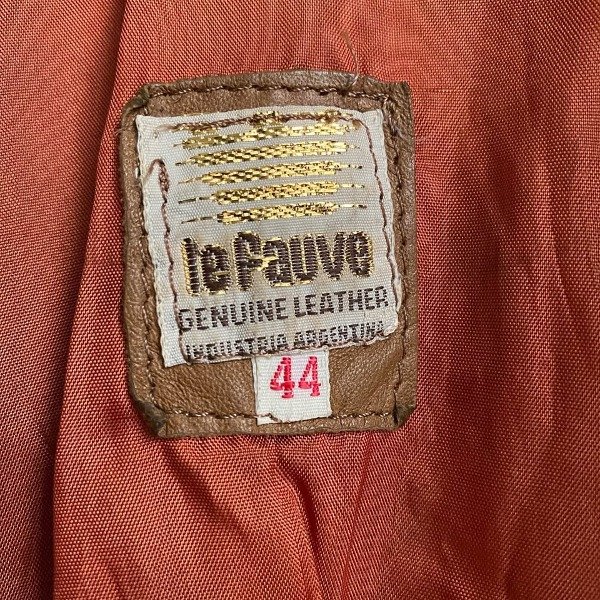 le fauve
GENUINE LEATHER
INDUSTRIA ARGENTINA
44